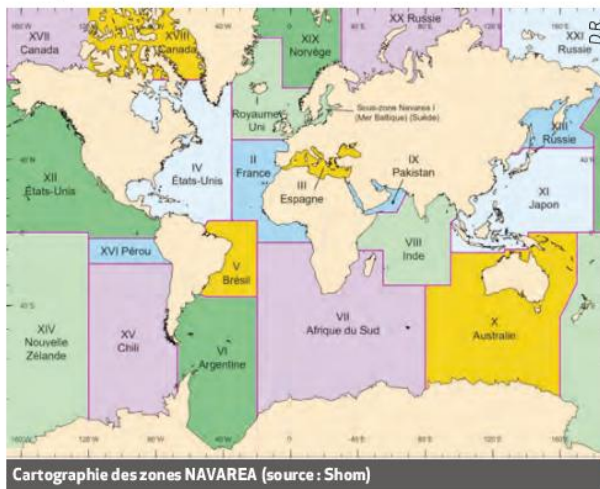 XVII
Canada
XVIII
Canada
XIX
Norvège
XX Russie
XXI
Russie
DR
I
Royaume
Uni
Sous-zone Navarea I
(Mer Baltique) (Suède)
XII
États-Unis
IV
États-Unis
II
France
III
Espagne
IX
Pakistan
XIII
Russie
XI
Japon
XVI Pérou
V
Brésil
VIII
Inde
XIV
Nouvelle
Zélande
XV
Chili
VI
Argentine
VII
Afrique du Sud
X
Australie
Cartographie des zones NAVAREA (source : Shom)